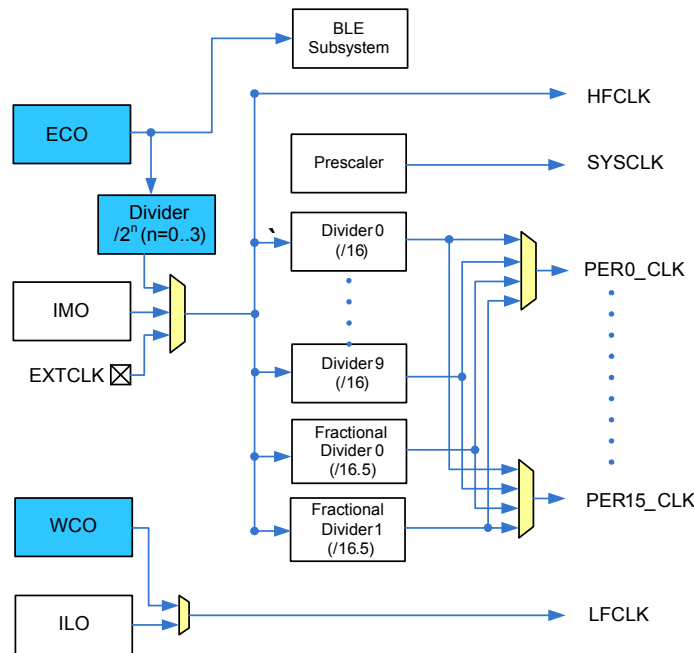 BLE
Subsystem
HFCLK
ECO
Prescaler
SYSCLK
Divider
/2ⁿ (n=0..3)
`
Divider 0
(/16)
PER0_CLK
IMO
EXTCLK
Divider 9
(/16)
Fractional
Divider 0
(/16.5)
Fractional
Divider 1
(/16.5)
PER15_CLK
WCO
ILO
LFCLK